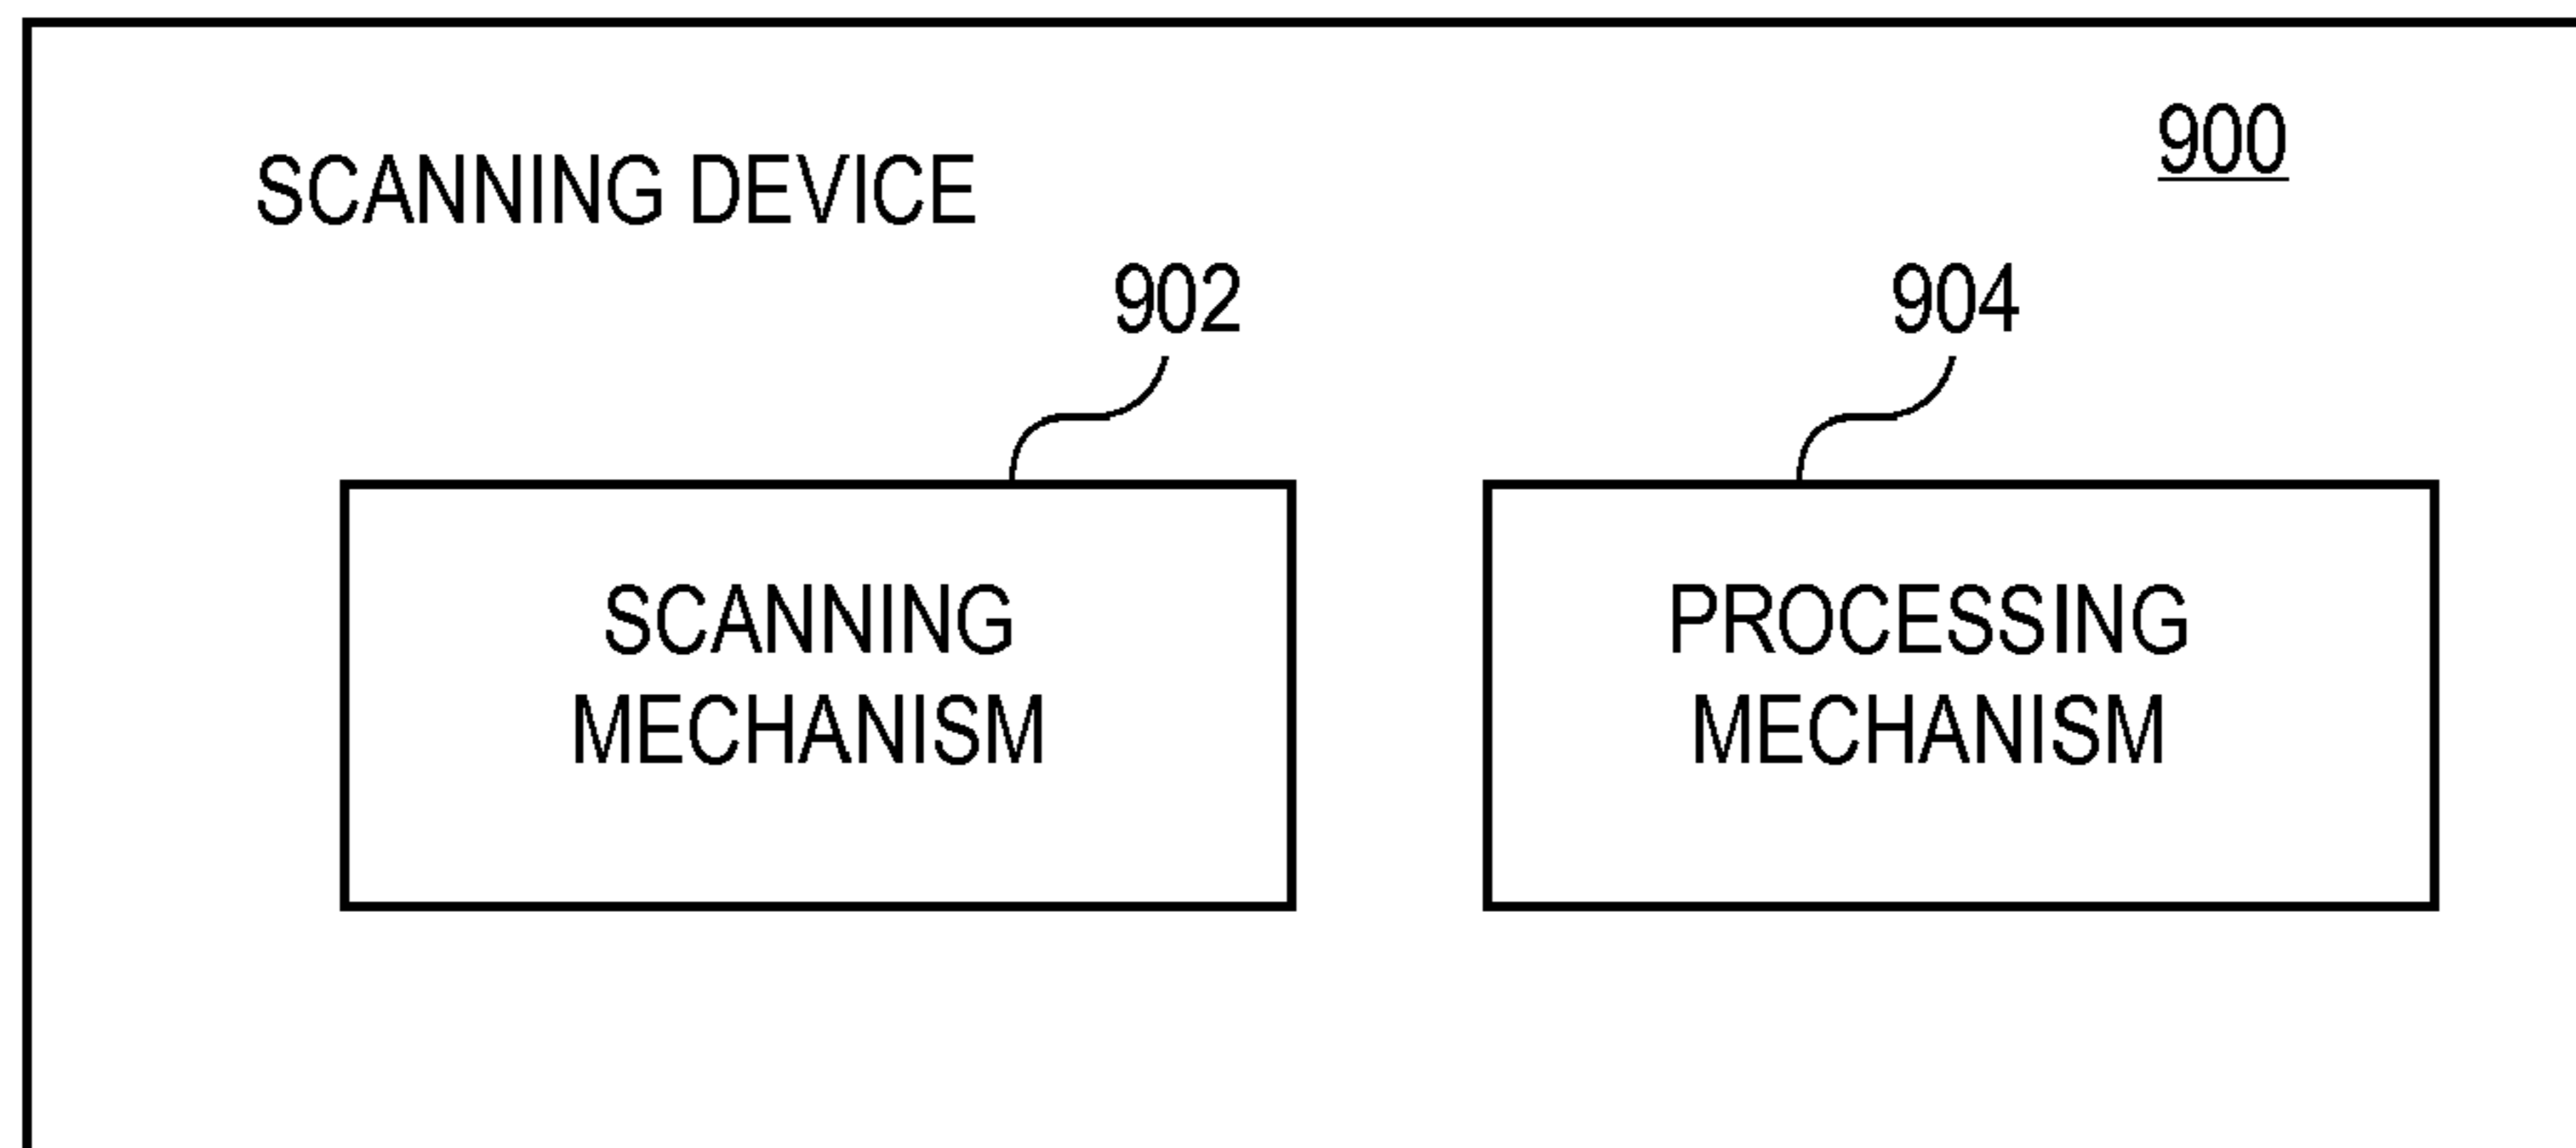 900
SCANNING DEVICE
902
904
SCANNING
MECHANISM
PROCESSING
MECHANISM